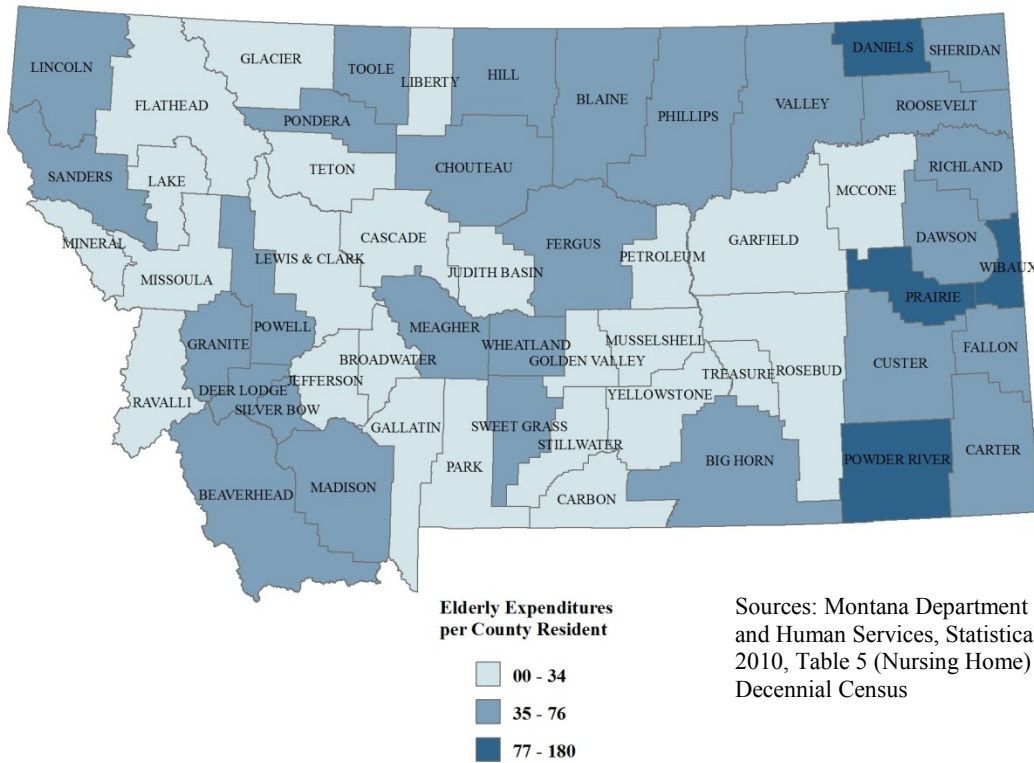 DANIELS
SHERIDAN
GLACIER
TOOLE
LINCOLN
LIBERTY
HILL
BLAINE
VALLEY
ROOSEVELT
FLATHEAD
PHILLIPS
PONDERA
CHOUTEAU
TETON
RICHLAND
SANDERS
LAKE
MCCONE
CASCADE
FERGUS
GARFIELD
DAWSON
MINERAL
LEWIS & CLARK
PETROLEUM
MISSOULA
JUDITH BASIN
WIBAUX
PRAIRIE
POWELL
MEAGHER
WHEATLAND
MUSSELSHELL
GRANITE
FALLON
BROADWATER
GOLDEN VALLEY
CUSTER
TREASURE
ROSEBUD
JEFFERSON
DEER LODGE
YELLOWSTONE
RAVALLI
SILVER BOW
GALLATIN
SWEET GRASS
STILLWATER
PARK
BIG HORN
POWDER RIVER
CARTER
MADISON
BEAVERHEAD
CARBON
Elderly Expenditures
per County Resident
00 - 34
35 - 76
77 - 180
Sources: Montana Department
and Human Services, Statistica
2010, Table 5 (Nursing Home)
Decennial Census